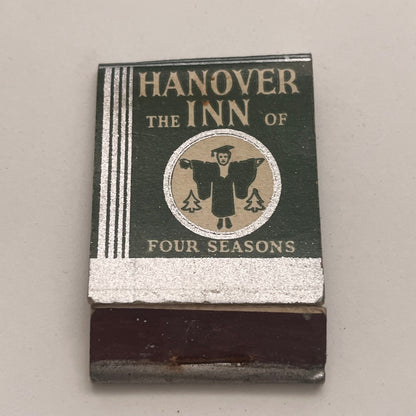 HANOVER
THE INN OF
FOUR SEASONS